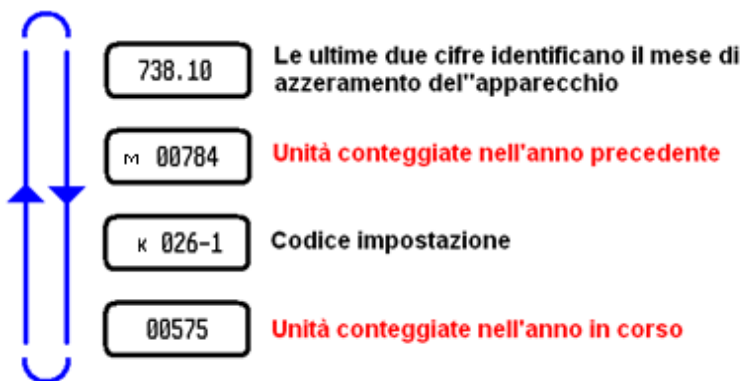 738.10
Le ultime due cifre identificano il mese di
azzeramento del"apparecchio
M 00784
Unità conteggiate nell'anno precedente
K 026-1
Codice impostazione
00575
Unità conteggiate nell'anno in corso